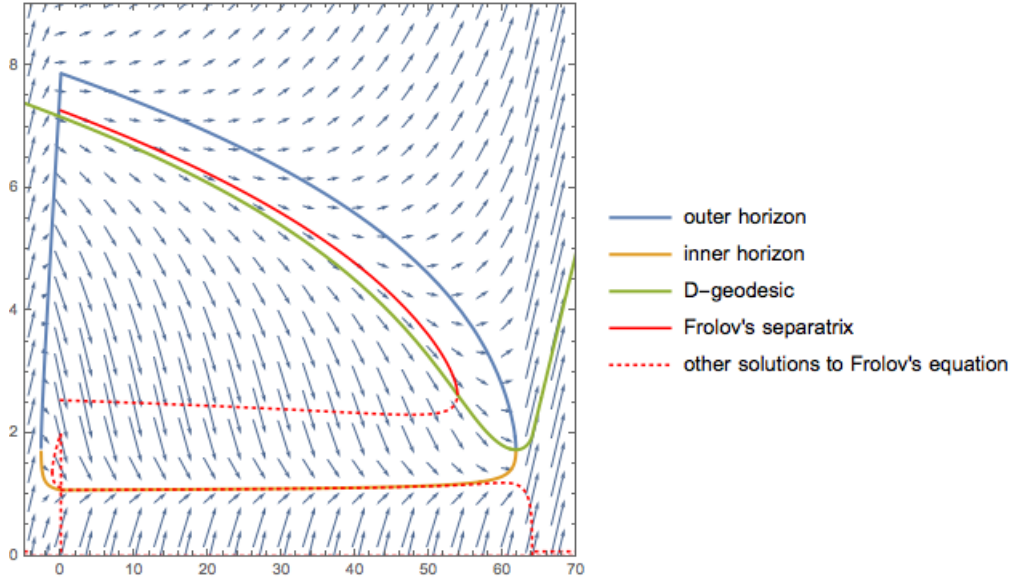 8
6
4
2
0
0 10 20 30 40 50 60 70
outer horizon
inner horizon
D-geodesic
Frolov's separatrix
other solutions to Frolov's equation